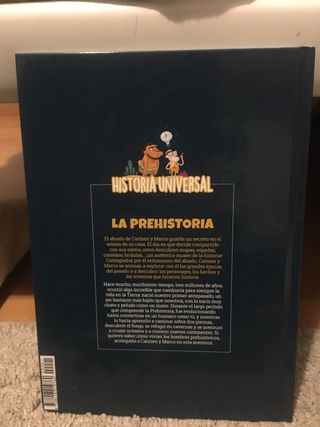 HISTORIA UNIVERSAL
LA PREHISTORIA
El abuelo de Carmen y Marco guarda un secreto en el
sótano de su casa. El día en que decide compartirlo
con sus nietos, estos descubren mapas, espadas,
catalejos, brújulas... ¡un auténtico museo de la historia!
Contagiados por el entusiasmo del abuelo, Carmen y
Marco se animan a explorar con él las grandes épocas
del pasado y a descubrir los personajes, los hechos y
los inventos que hicieron historia.
Hace mucho, muchísimo tiempo, tres millones de años,
ocurrió algo increíble que cambiaría para siempre la
vida en la Tierra: nació nuestro primer antepasado, un
ser bastante más bajito que nosotros, con la nariz muy
chata y peludo como un mono. Durante el largo periodo
que comprende la Prehistoria, fue evolucionando
hasta convertirse en humano como tú, y mientras
lo hacía aprendió a caminar sobre dos piernas,
descubrió el fuego, se refugió en cavernas y se aventuró
a cruzar océanos y a conocer nuevos continentes. Si
quieres saber cómo vivían los hombres prehistóricos,
acompaña a Carmen y Marco en esta aventura.